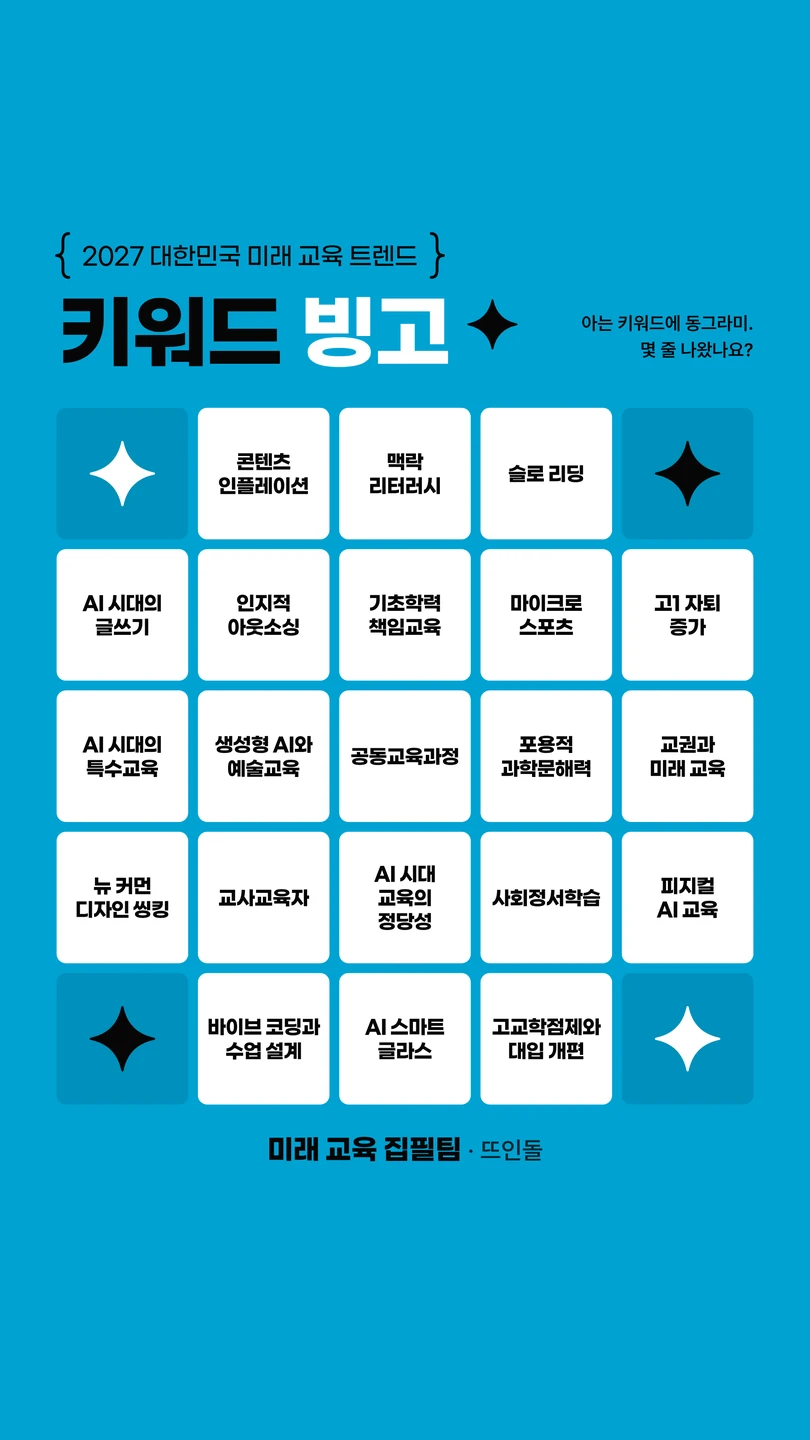 { 2027 대한민국 미래 교육 트렌드 }
키워드 빙고
아는 키워드에 동그라미.
몇 줄 나왔나요?
콘텐츠
인플레이션
맥락
리터러시
슬로 리딩
AI 시대의
글쓰기
인지적
아웃소싱
기초학력
책임교육
마이크로
스포츠
고1 자퇴
증가
AI 시대의
특수교육
생성형 AI와
예술교육
공동교육과정
포용적
과학문해력
교권과
미래 교육
뉴 커먼
디자인 씽킹
교사교육자
AI 시대
교육의
정당성
사회정서학습
피지컬
AI 교육
바이브 코딩과
수업 설계
AI 스마트
글라스
고교학점제와
대입 개편
미래 교육 집필팀 · 뜨인돌